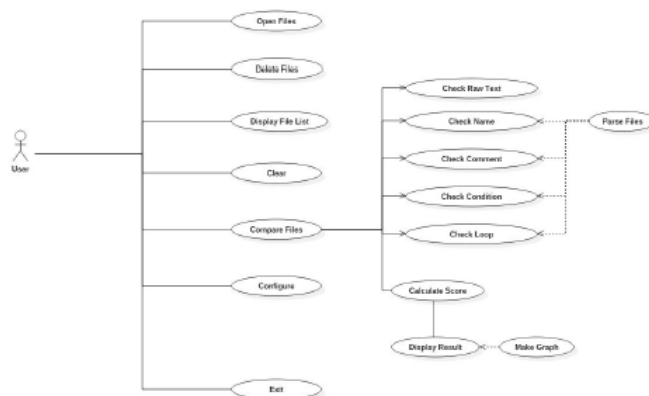 Open Files
Delete Files
Check Raw Text
Display File List
Check Name
Parse Files
Check Comment
User
Clear
Check Condition
Compare Files
Check Loop
Configure
Calculate Score
Display Result
Make Graph
Exit